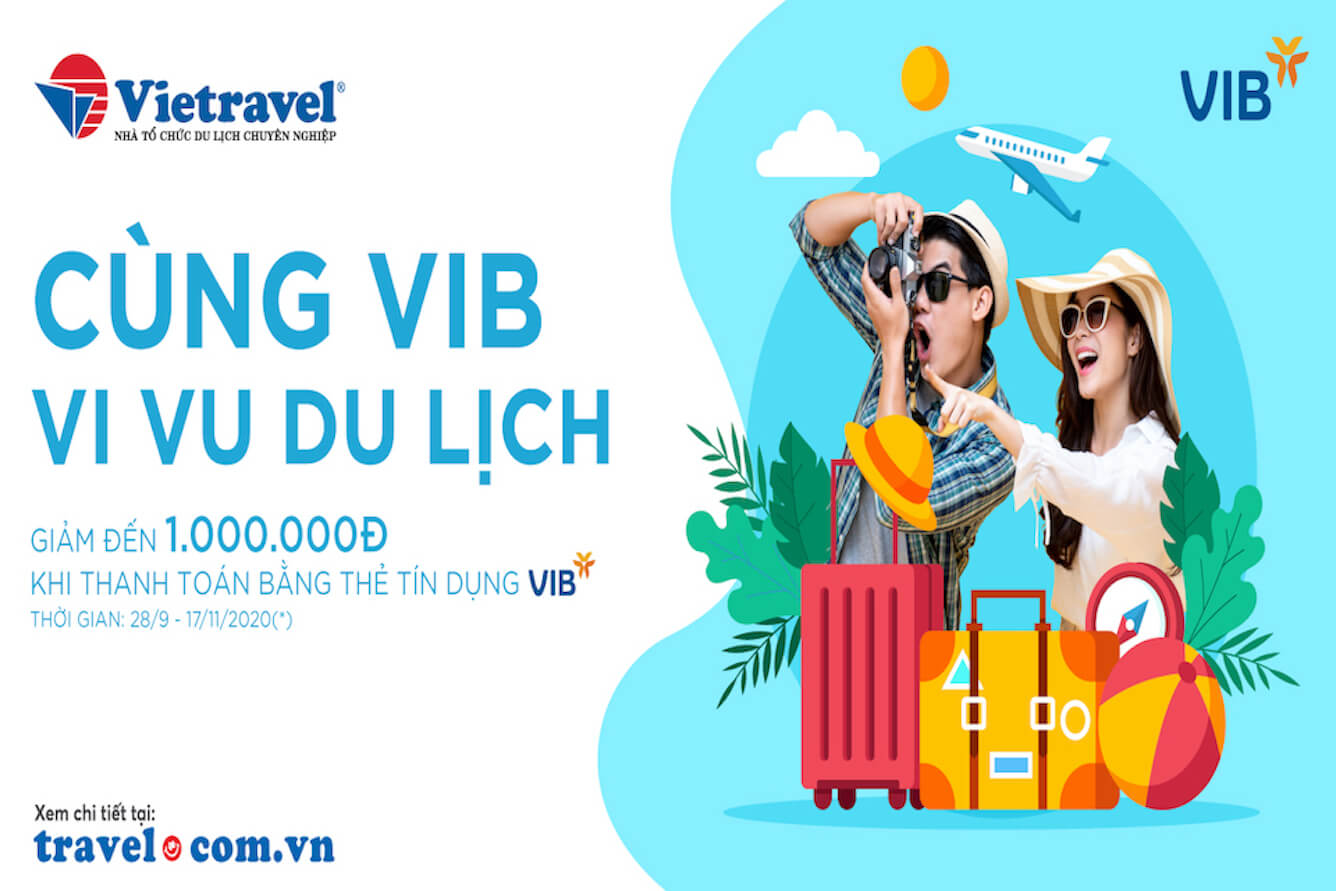 Vietravel®
NHÀ TỔ CHỨC DU LỊCH CHUYÊN NGHIỆP
VIB
CÙNG VIB
VI VU DU LỊCH
GIẢM ĐẾN 1.000.000Đ
KHI THANH TOÁN BẰNG THẺ TÍN DỤNG VIB
THỜI GIAN: 28/9 - 17/11/2020(*)
Xem chi tiết tại:
travel.com.vn